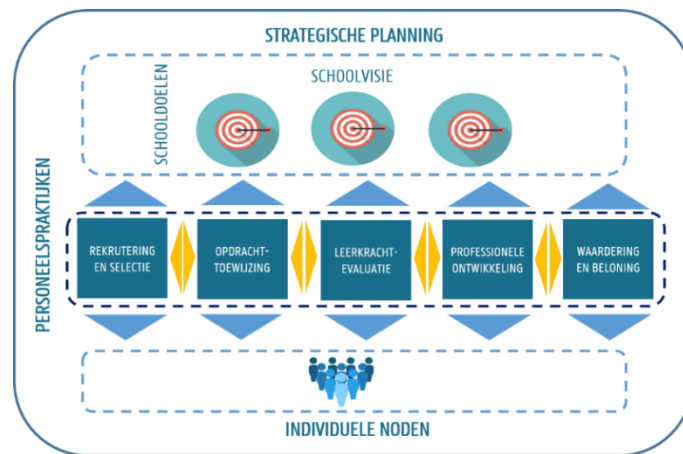 STRATEGISCHE PLANNING
SCHOOLVISIE
SCHOOLDOELEN
PERSONEELSPRAKTIJKEN
REKRUTERING
EN SELECTIE
OPDRACHT-
TOEWIJZING
LEERKRACHT-
EVALUATIE
PROFESSIONELE
ONTWIKKELING
WAARDERING
EN BELONING
INDIVIDUELE NODEN